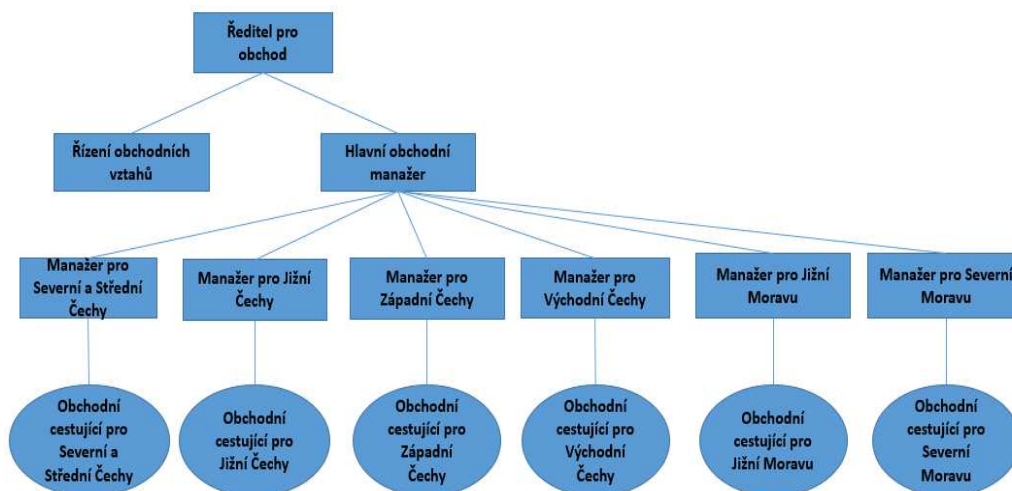 Ředitel pro
obchod
Řízení obchodních
vztahů
Hlavní obchodní
manažer
Manažer pro
Severní a Střední
Čechy
Manažer pro Jižní
Čechy
Manažer pro
Západní Čechy
Manažer pro
Východní Čechy
Manažer pro Jižní
Moravu
Manažer pro Severní
Moravu
Obchodní
cestující pro
Severní a
Střední Čechy
Obchodní
cestující pro
Jižní Čechy
Obchodní
cestující pro
Západní
Čechy
Obchodní
cestující pro
Východní
Čechy
Obchodní
cestující pro
Jižní Moravu
Obchodní
cestující pro
Severní
Moravu